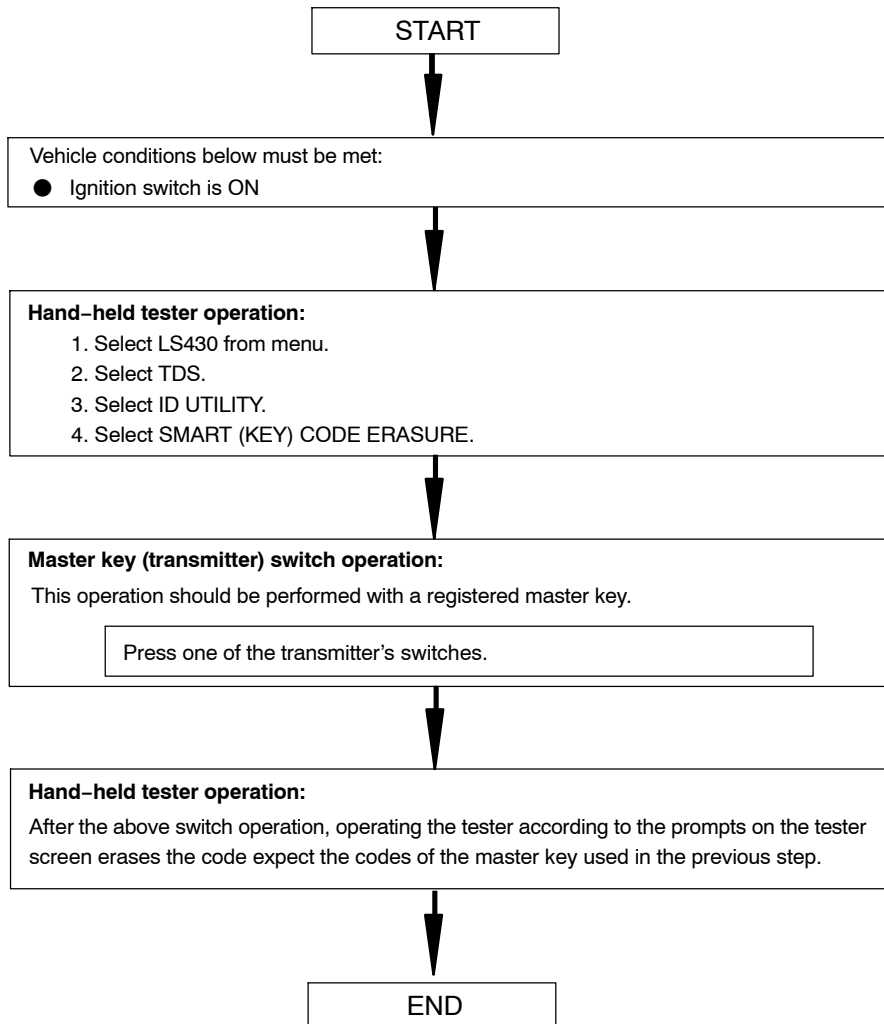 START
Vehicle conditions below must be met:
● Ignition switch is ON
Hand−held tester operation:
1. Select LS430 from menu.
2. Select TDS.
3. Select ID UTILITY.
4. Select SMART (KEY) CODE ERASURE.
Master key (transmitter) switch operation:
This operation should be performed with a registered master key.
Press one of the transmitter’s switches.
Hand−held tester operation:
After the above switch operation, operating the tester according to the prompts on the tester
screen erases the code expect the codes of the master key used in the previous step.
END